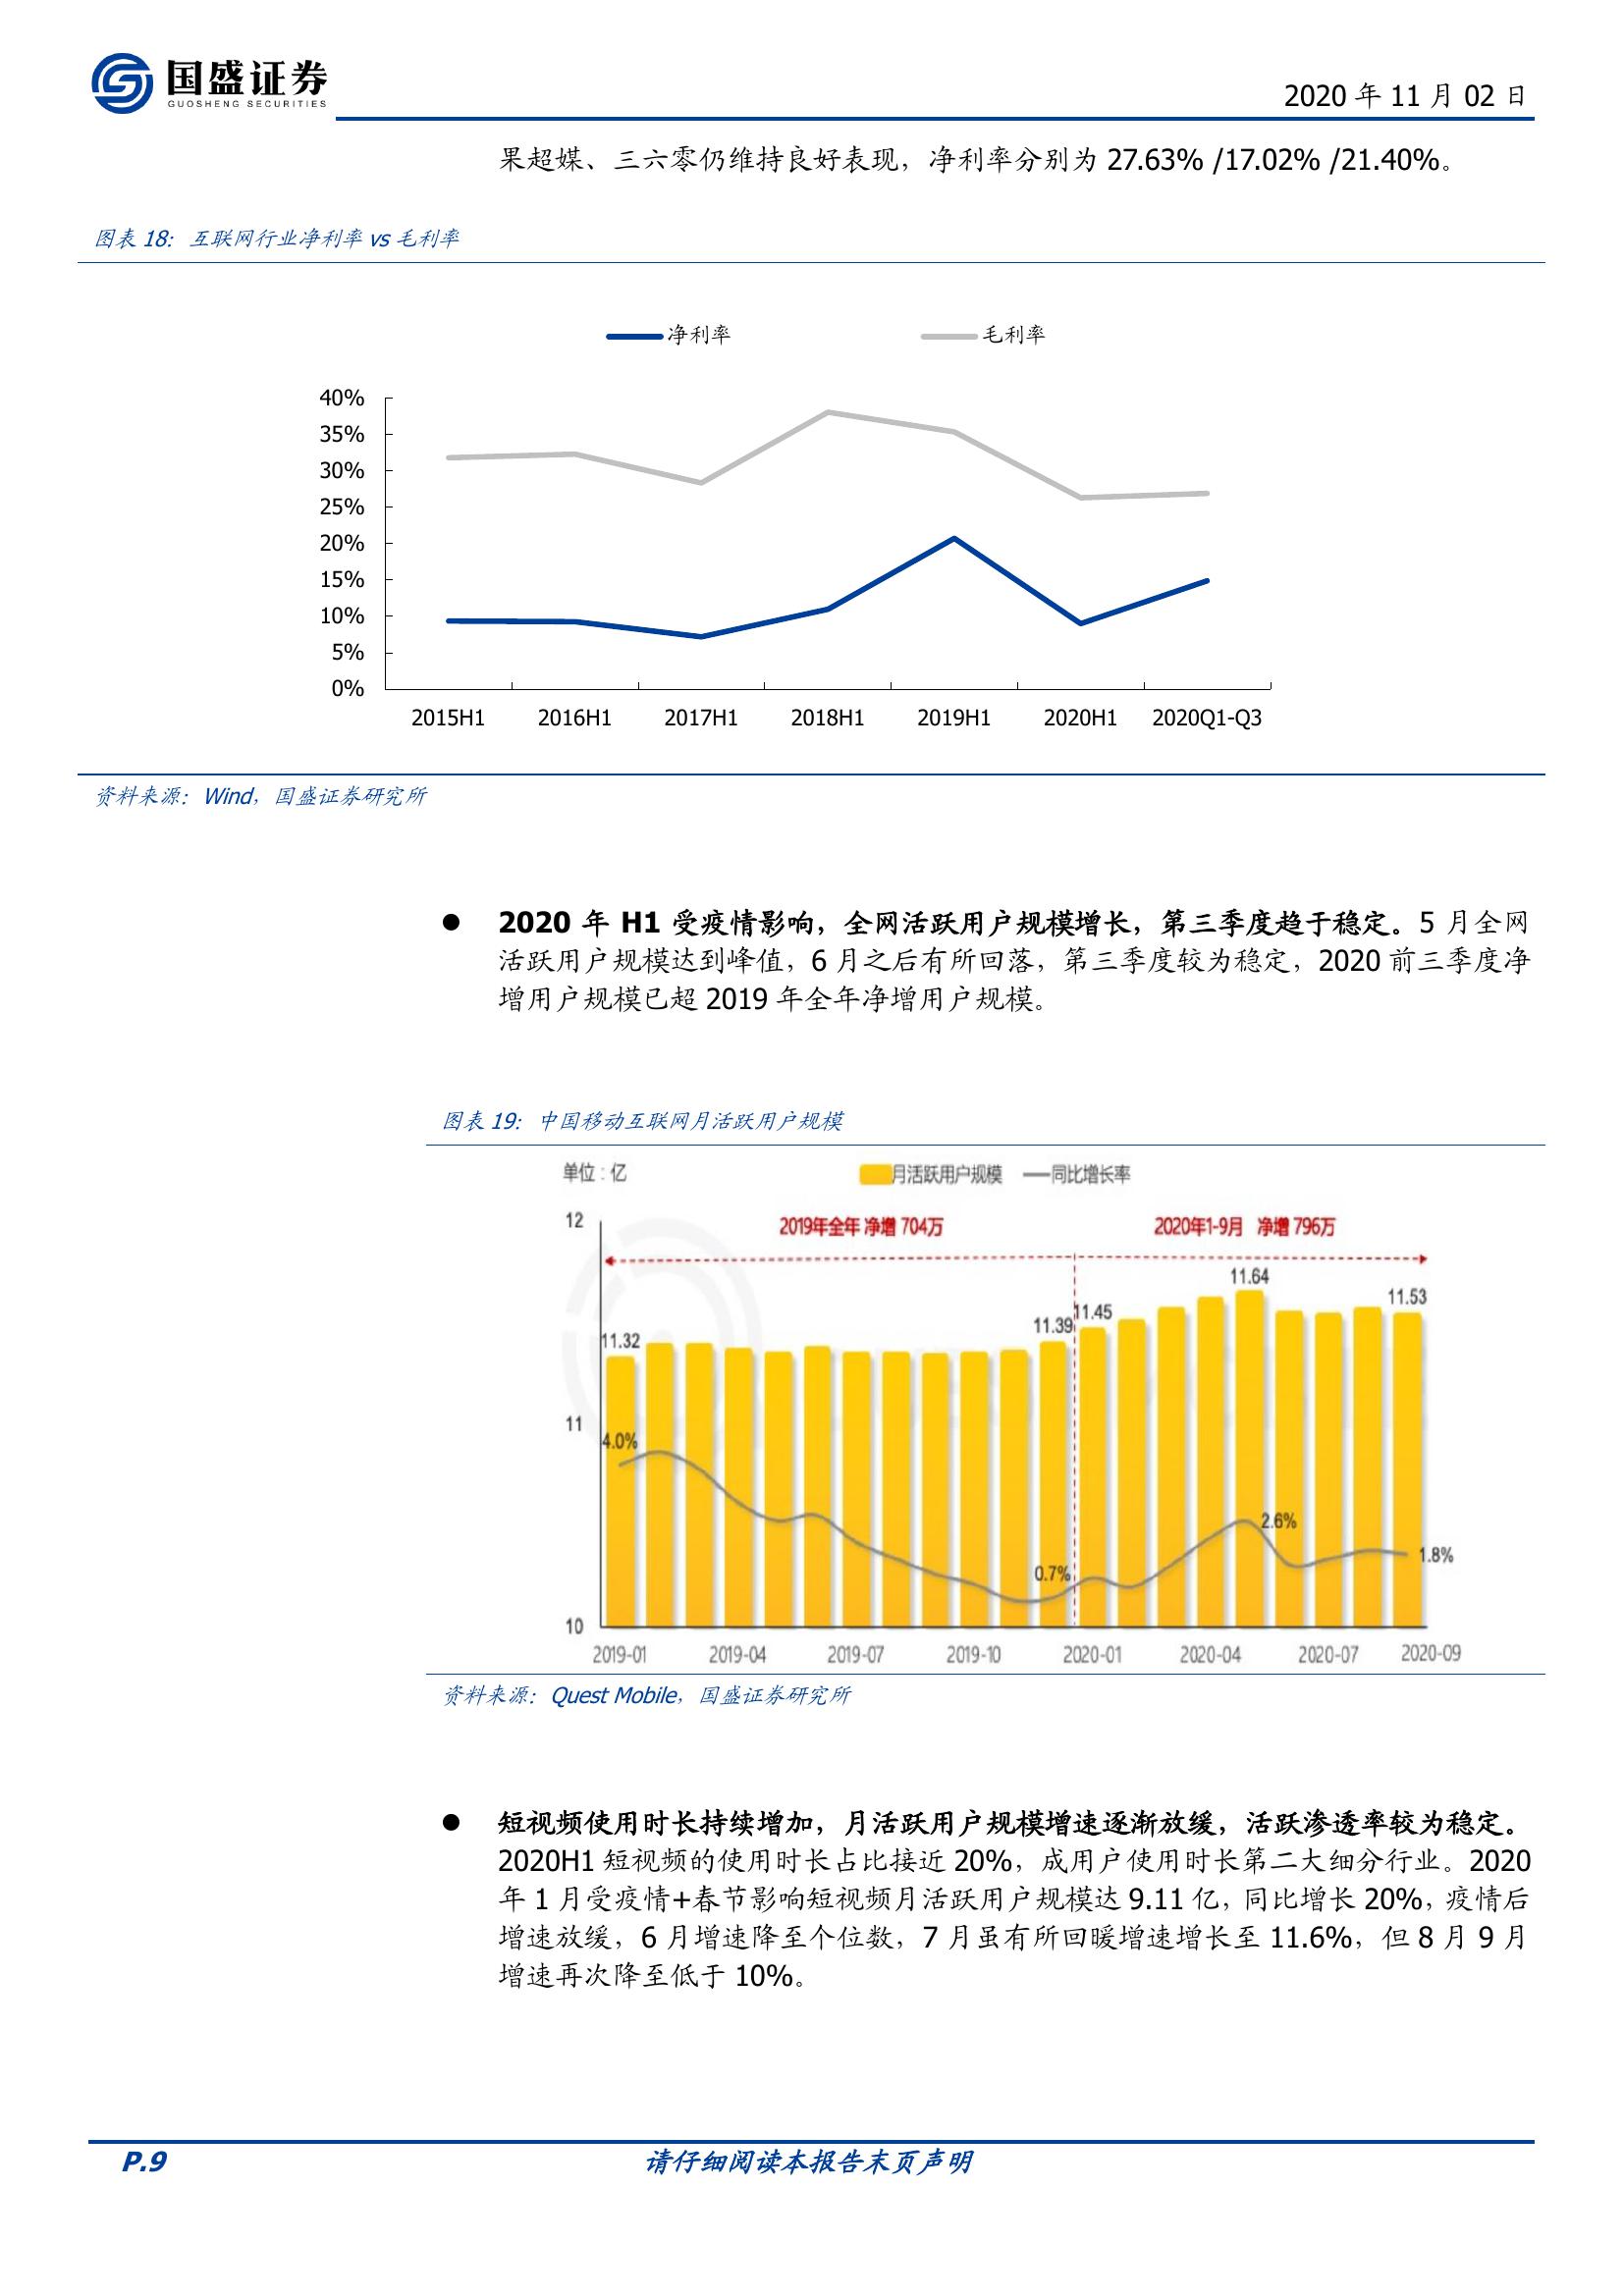 国盛证券
GUOSHENG SECURITIES
2020 年 11 月 02 日
果超媒、三六零仍维持良好表现，净利率分别为 27.63% /17.02% /21.40%。
图表 18：互联网行业净利率 vs 毛利率
净利率 毛利率
40%
35%
30%
25%
20%
15%
10%
5%
0%
2015H1 2016H1 2017H1 2018H1 2019H1 2020H1 2020Q1-Q3
资料来源：Wind，国盛证券研究所
● 2020 年 H1 受疫情影响，全网活跃用户规模增长，第三季度趋于稳定。5 月全网
活跃用户规模达到峰值，6 月之后有所回落，第三季度较为稳定，2020 前三季度净
增用户规模已超 2019 年全年净增用户规模。
图表 19：中国移动互联网月活跃用户规模
单位：亿 月活跃用户规模 同比增长率
12
2019年全年 净增 704万 2020年1-9月 净增 796万
11.64
11.53
11.45
11.39
11.32
11
4.0%
2.6%
1.8%
0.7%
10
2019-01 2019-04 2019-07 2019-10 2020-01 2020-04 2020-07 2020-09
资料来源：Quest Mobile，国盛证券研究所
● 短视频使用时长持续增加，月活跃用户规模增速逐渐放缓，活跃渗透率较为稳定。
2020H1 短视频的使用时长占比接近 20%，成用户使用时长第二大细分行业。2020
年 1 月受疫情+春节影响短视频月活跃用户规模达 9.11 亿，同比增长 20%，疫情后
增速放缓，6 月增速降至个位数，7 月虽有所回暖增速增长至 11.6%，但 8 月 9 月
增速再次降至低于 10%。
P.9 请仔细阅读本报告末页声明